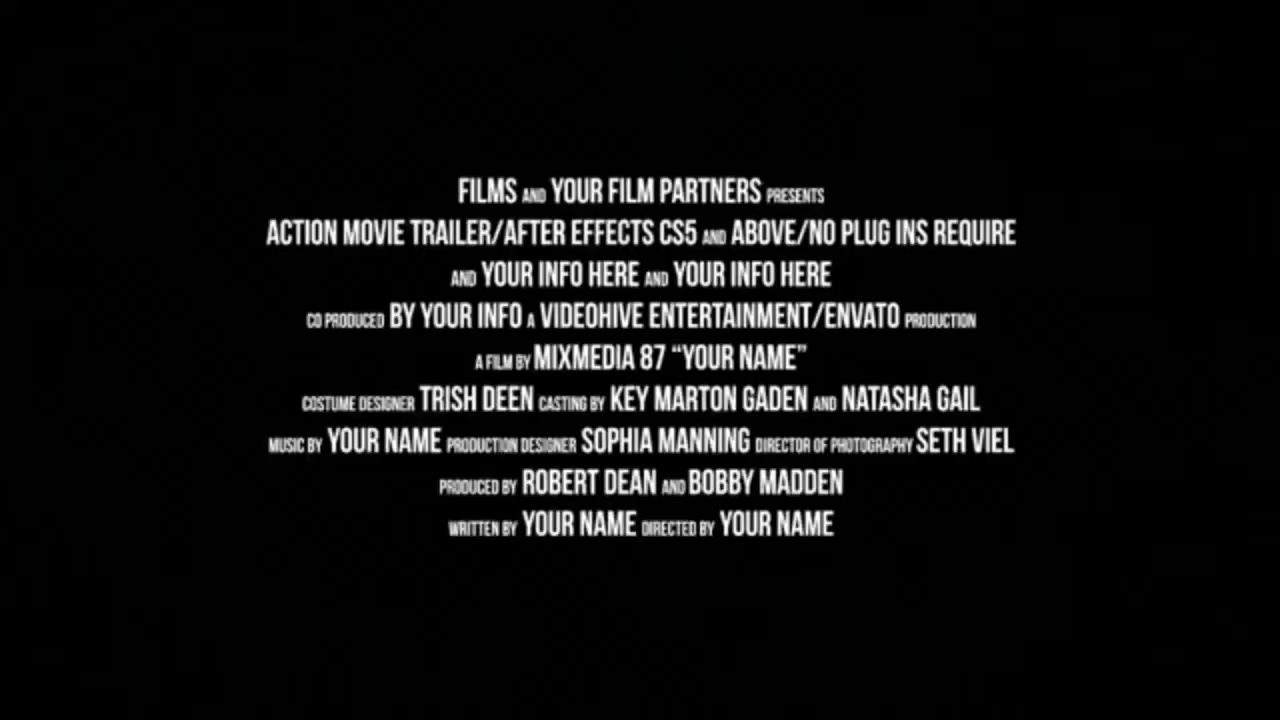 FILMS AND YOUR FILM PARTNERS PRESENTS
ACTION MOVIE TRAILER/AFTER EFFECTS CS5 AND ABOVE/NO PLUG INS REQUIRE
AND YOUR INFO HERE AND YOUR INFO HERE
CO PRODUCED BY YOUR INFO A VIDEOHIVE ENTERTAINMENT/ENVATO PRODUCTION
A FILM BY MIXMEDIA 87 “YOUR NAME”
COSTUME DESIGNER TRISH DEEN CASTING BY KEY MARTON GADEN AND NATASHA GAIL
MUSIC BY YOUR NAME PRODUCTION DESIGNER SOPHIA MANNING DIRECTOR OF PHOTOGRAPHY SETH VIEL
PRODUCED BY ROBERT DEAN AND BOBBY MADDEN
WRITTEN BY YOUR NAME DIRECTED BY YOUR NAME